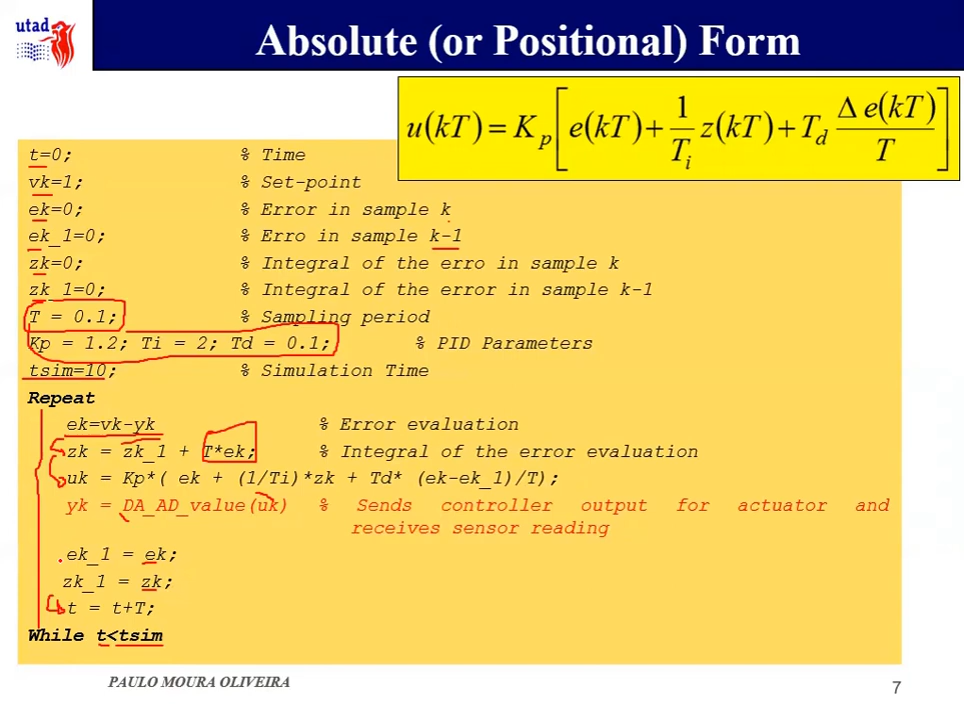 utad
Absolute (or Positional) Form
u(kT) = K_p [ e(kT) + 1/T_i z(kT) + T_d Δ e(kT)/T ]
t=0; % Time
vk=1; % Set-point
ek=0; % Error in sample k
ek_1=0; % Erro in sample k-1
zk=0; % Integral of the erro in sample k
zk_1=0; % Integral of the error in sample k-1
T = 0.1; % Sampling period
Kp = 1.2; Ti = 2; Td = 0.1; % PID Parameters
tsim=10; % Simulation Time
Repeat
ek=vk-yk % Error evaluation
zk = zk_1 + T*ek; % Integral of the error evaluation
uk = Kp*( ek + (1/Ti)*zk + Td* (ek-ek_1)/T);
yk = DA_AD_value(uk) % Sends controller output for actuator and
receives sensor reading
ek_1 = ek;
zk_1 = zk;
t = t+T;
While t<tsim
PAULO MOURA OLIVEIRA
7